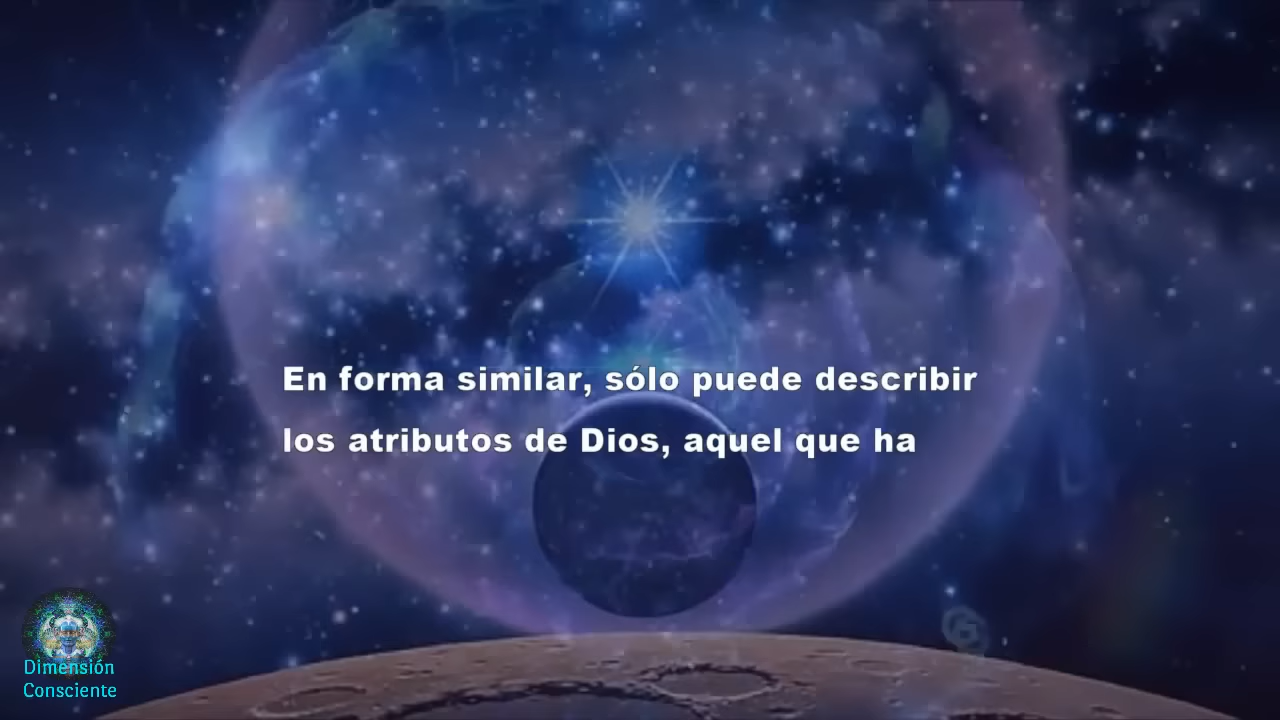 En forma similar, sólo puede describir
los atributos de Dios, aquel que ha
Dimensión
Consciente